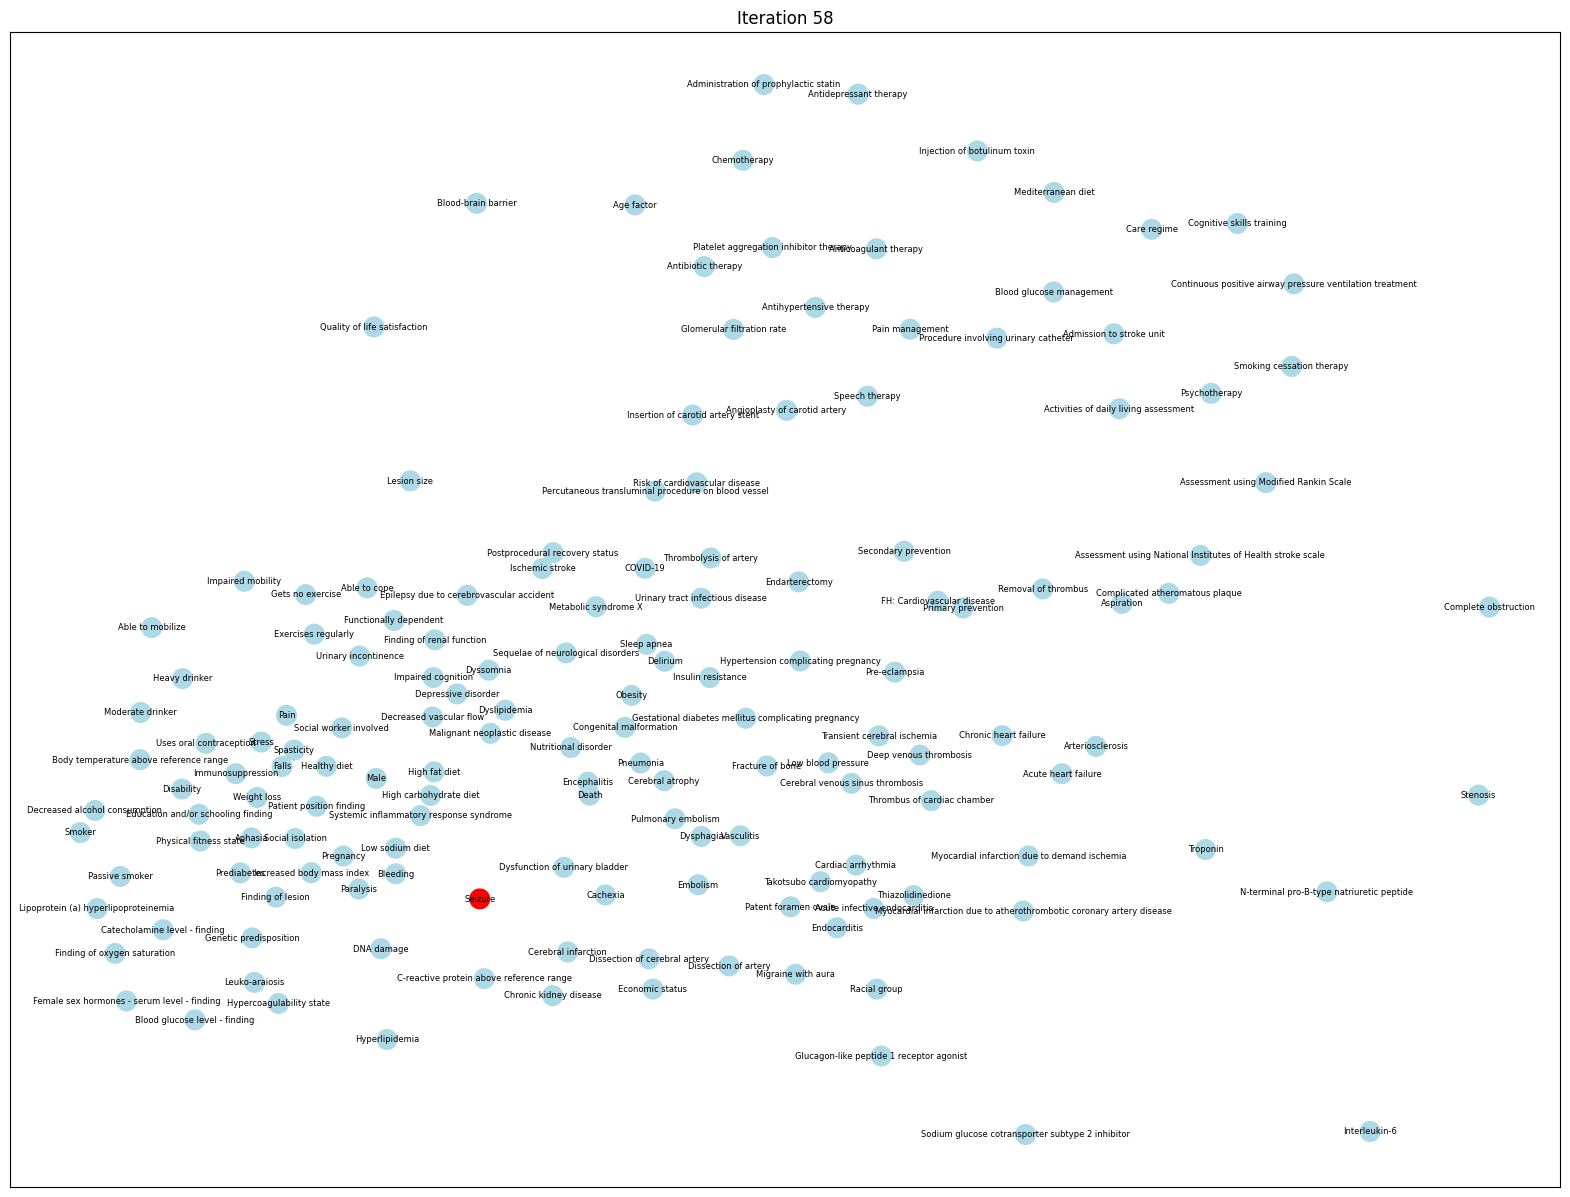 Iteration 58
Administration of prophylactic statin
Antidepressant therapy
Injection of botulinum toxin
Chemotherapy
Mediterranean diet
Blood-brain barrier
Age factor
Cognitive skills training
Care regime
Platelet aggregation inhibitor therapy
Anticoagulant therapy
Antibiotic therapy
Continuous positive airway pressure ventilation treatment
Blood glucose management
Antihypertensive therapy
Quality of life satisfaction
Glomerular filtration rate
Pain management
Procedure involving urinary catheter
Admission to stroke unit
Smoking cessation therapy
Psychotherapy
Speech therapy
Activities of daily living assessment
Insertion of carotid artery stent
Angioplasty of carotid artery
Lesion size
Risk of cardiovascular disease
Percutaneous transluminal procedure on blood vessel
Assessment using Modified Rankin Scale
Postprocedural recovery status
Thrombolysis of artery
Secondary prevention
Assessment using National Institutes of Health stroke scale
Ischemic stroke
COVID-19
Impaired mobility
Endarterectomy
Able to cope
Gets no exercise
Epilepsy due to cerebrovascular accident
Removal of thrombus
Complicated atheromatous plaque
Urinary tract infectious disease
FH: Cardiovascular disease
Aspiration
Metabolic syndrome X
Primary prevention
Complete obstruction
Functionally dependent
Able to mobilize
Exercises regularly
Finding of renal function
Sleep apnea
Urinary incontinence
Sequelae of neurological disorders
Delirium
Hypertension complicating pregnancy
Dyssomnia
Pre-eclampsia
Heavy drinker
Impaired cognition
Insulin resistance
Depressive disorder
Obesity
Moderate drinker
Dyslipidemia
Pain
Decreased vascular flow
Gestational diabetes mellitus complicating pregnancy
Social worker involved
Congenital malformation
Malignant neoplastic disease
Transient cerebral ischemia
Chronic heart failure
Uses oral contraception
Stress
Arteriosclerosis
Nutritional disorder
Spasticity
Deep venous thrombosis
Body temperature above reference range
Pneumonia
Low blood pressure
Falls
Healthy diet
Fracture of bone
Immunosuppression
High fat diet
Acute heart failure
Male
Encephalitis
Cerebral atrophy
Cerebral venous sinus thrombosis
Disability
Death
High carbohydrate diet
Stenosis
Weight loss
Thrombus of cardiac chamber
Patient position finding
Decreased alcohol consumption
Education and/or schooling finding
Systemic inflammatory response syndrome
Pulmonary embolism
Smoker
Dysphagia
Vasculitis
Aphasia
Social isolation
Physical fitness state
Low sodium diet
Troponin
Pregnancy
Myocardial infarction due to demand ischemia
Cardiac arrhythmia
Dysfunction of urinary bladder
Prediabetes
Increased body mass index
Bleeding
Passive smoker
Takotsubo cardiomyopathy
Embolism
Paralysis
N-terminal pro-B-type natriuretic peptide
Cachexia
Thiazolidinedione
Finding of lesion
Seizure
Patent foramen ovale
Acute infective endocarditis
Lipoprotein (a) hyperlipoproteinemia
Myocardial infarction due to atherothrombotic coronary artery disease
Endocarditis
Catecholamine level - finding
Genetic predisposition
DNA damage
Cerebral infarction
Finding of oxygen saturation
Dissection of cerebral artery
Dissection of artery
Migraine with aura
C-reactive protein above reference range
Leuko-araiosis
Economic status
Racial group
Chronic kidney disease
Female sex hormones - serum level - finding
Hypercoagulability state
Blood glucose level - finding
Hyperlipidemia
Glucagon-like peptide 1 receptor agonist
Interleukin-6
Sodium glucose cotransporter subtype 2 inhibitor